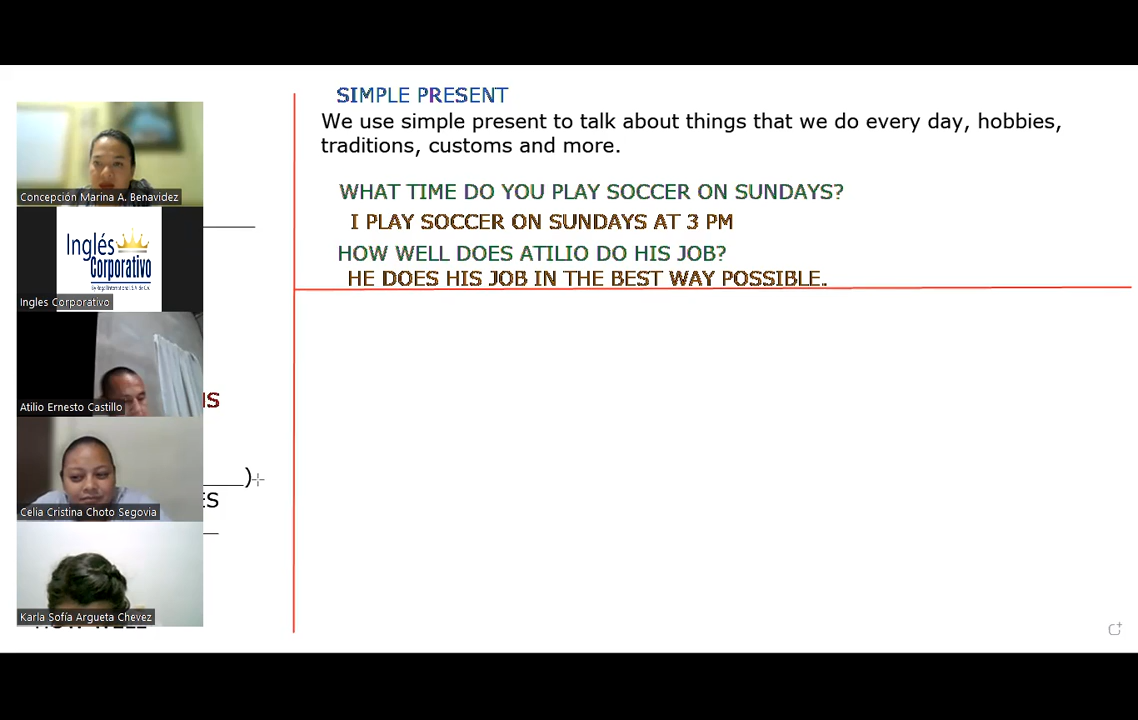 SIMPLE PRESENT
We use simple present to talk about things that we do every day, hobbies,
traditions, customs and more.
WHAT TIME DO YOU PLAY SOCCER ON SUNDAYS?
I PLAY SOCCER ON SUNDAYS AT 3 PM
HOW WELL DOES ATILIO DO HIS JOB?
HE DOES HIS JOB IN THE BEST WAY POSSIBLE.
Concepción Marina A. Benavidez
Inglés
Corporativo
Ingles Corporativo
Atilio Ernesto Castillo
NS
)
Celia Cristina Choto Segovia
ES
Karla Sofía Argueta Chevez